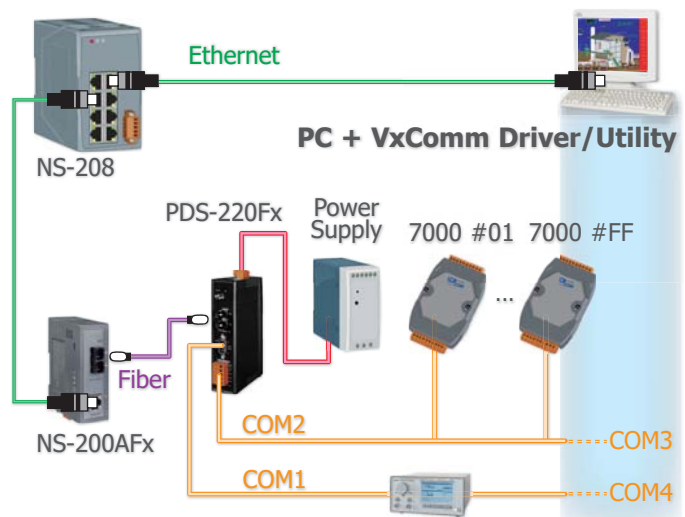 Ethernet
NS-208
PC + VxComm Driver/Utility
PDS-220Fx
Power
Supply
7000 #01
7000 #FF
...
Fiber
NS-200AFx
COM2
COM3
COM1
COM4